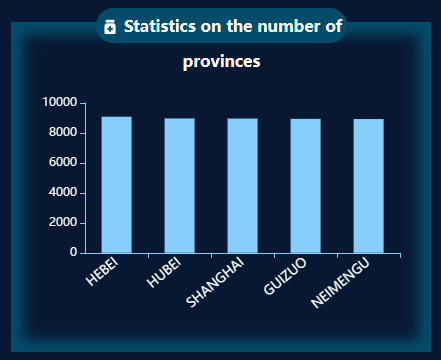 Statistics on the number of
provinces
10000
8000
6000
4000
2000
0
HEBEI
HUBEI
SHANGHAI
GUIZUO
NEIMENGU